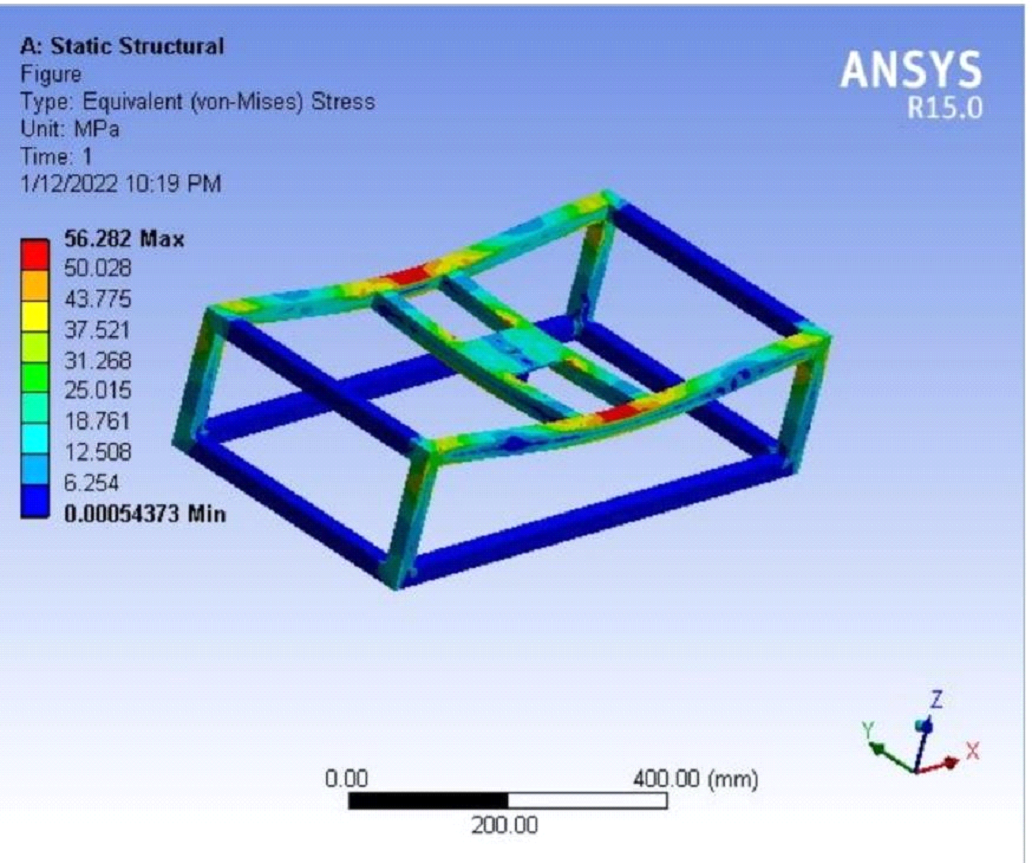 A: Static Structural
Figure
Type: Equivalent (von-Mises) Stress
Unit: MPa
Time: 1
1/12/2022 10:19 PM
ANSYS
R15.0
56.282 Max
50.028
43.775
37.521
31.268
25.015
18.761
12.508
6.254
0.00054373 Min
Z
Y
X
0.00
400.00 (mm)
200.00